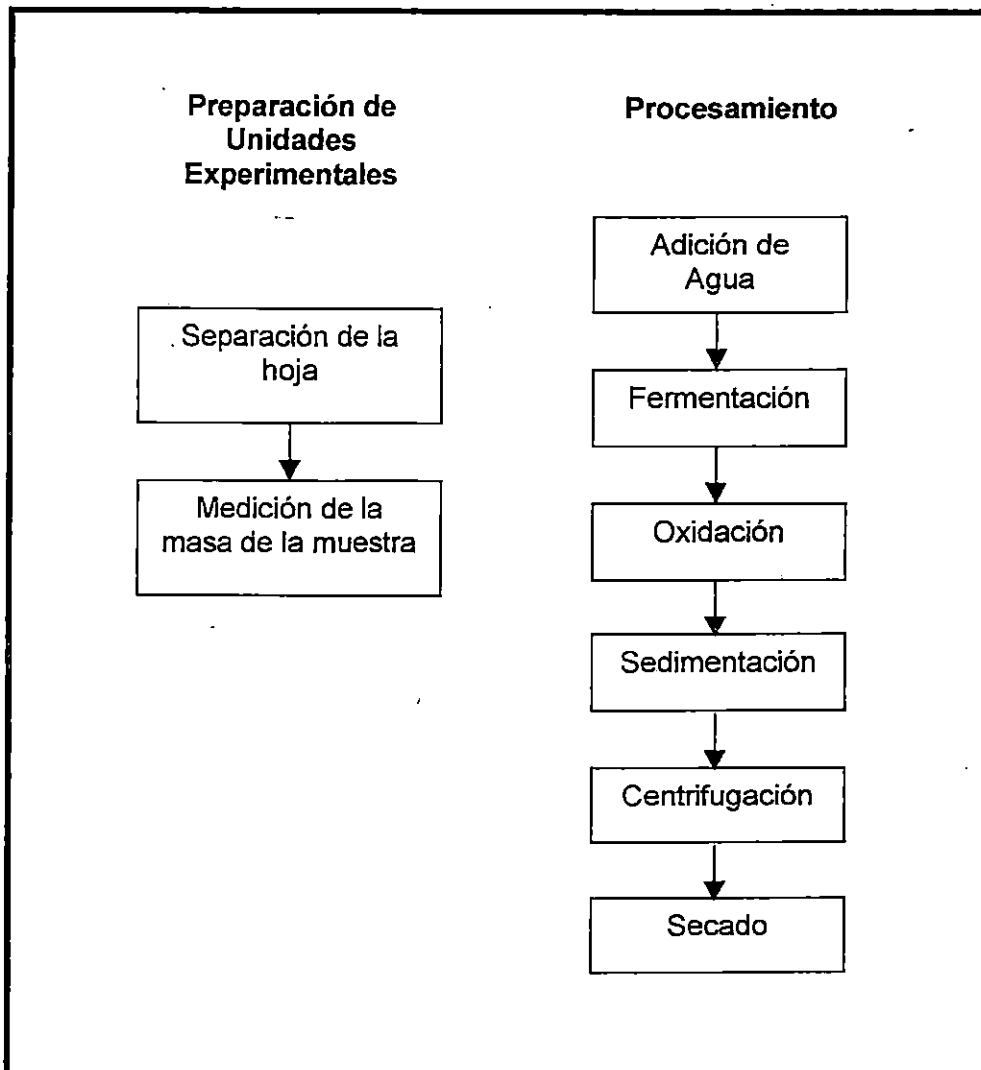 Preparación de
Unidades
Experimentales
Separación de la
hoja
Medición de la
masa de la muestra
Procesamiento
Adición de
Agua
Fermentación
Oxidación
Sedimentación
Centrifugación
Secado